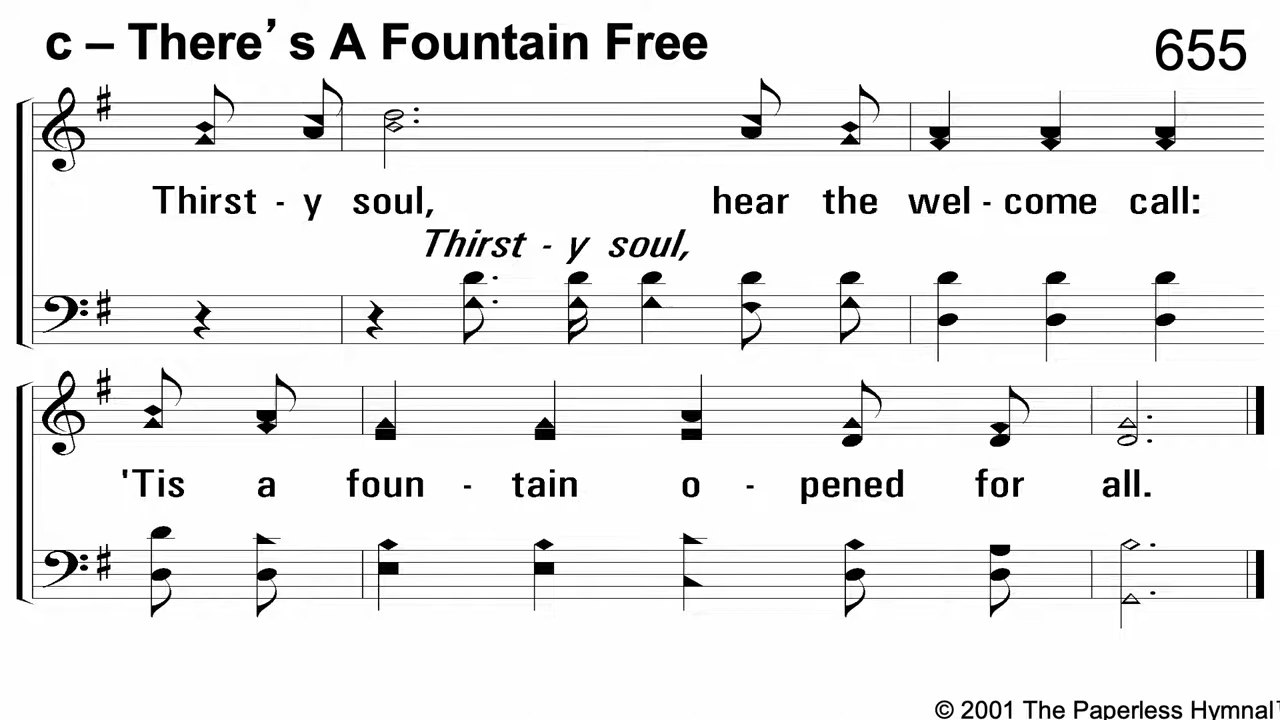 c – There's A Fountain Free
655
Thirst - y soul, hear the wel - come call:
Thirst - y soul,
'Tis a foun - tain o - pened for all.
© 2001 The Paperless Hymnal™